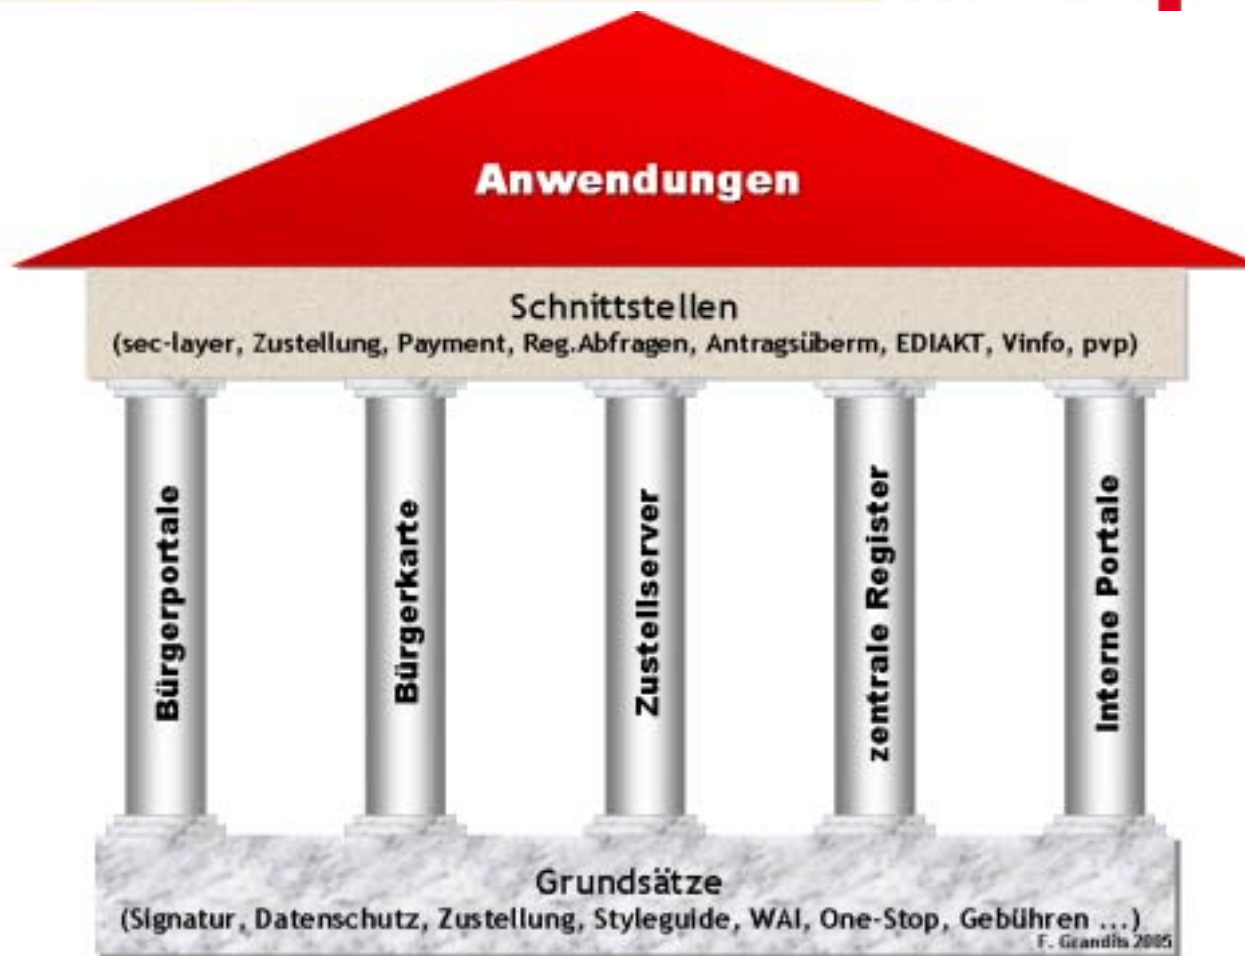 Anwendungen
Schnittstellen
(sec-layer, Zustellung, Payment, Reg.Abfragen, Antragsüberm, EDIAKT, Vinfo, pvp)
Bürgerportale
Bürgerkarte
Zustellserver
zentrale Register
Interne Portale
Grundsätze
(Signatur, Datenschutz, Zustellung, Styleguide, WAI, One-Stop, Gebühren ...)
F. Grandits 2005